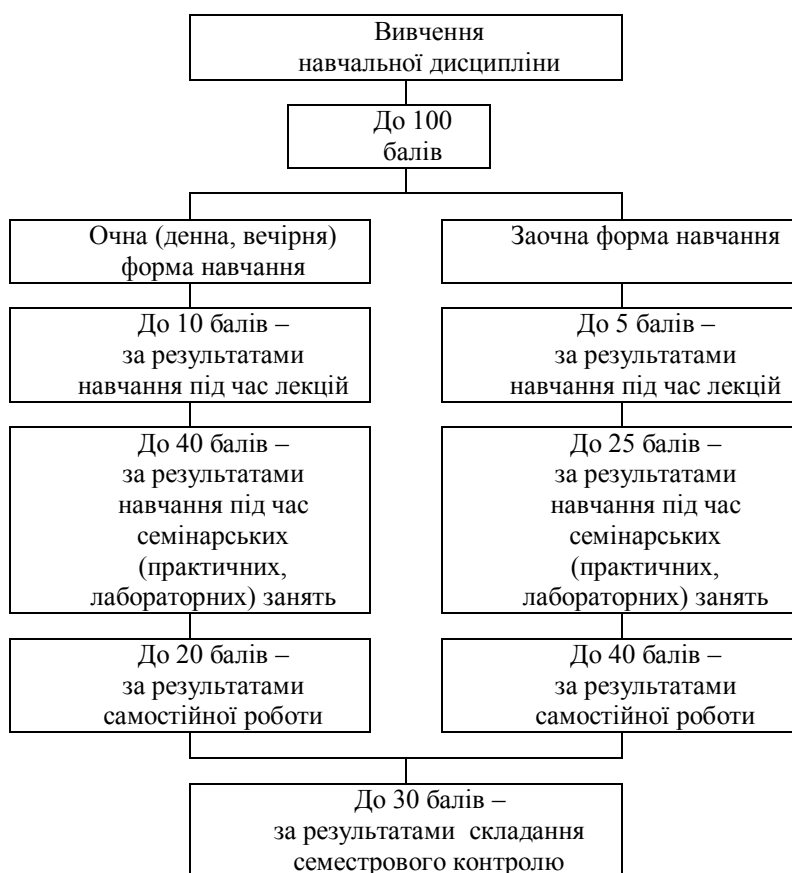 Вивчення
навчальної дисципліни
До 100
балів
Очна (денна, вечірня)
форма навчання
Заочна форма навчання
До 10 балів –
за результатами
навчання під час лекцій
До 5 балів –
за результатами
навчання під час лекцій
До 40 балів –
за результатами
навчання під час
семінарських
(практичних,
лабораторних) занять
До 25 балів –
за результатами
навчання під час
семінарських
(практичних,
лабораторних) занять
До 20 балів –
за результатами
самостійної роботи
До 40 балів –
за результатами
самостійної роботи
До 30 балів –
за результатами складання
семестрового контролю